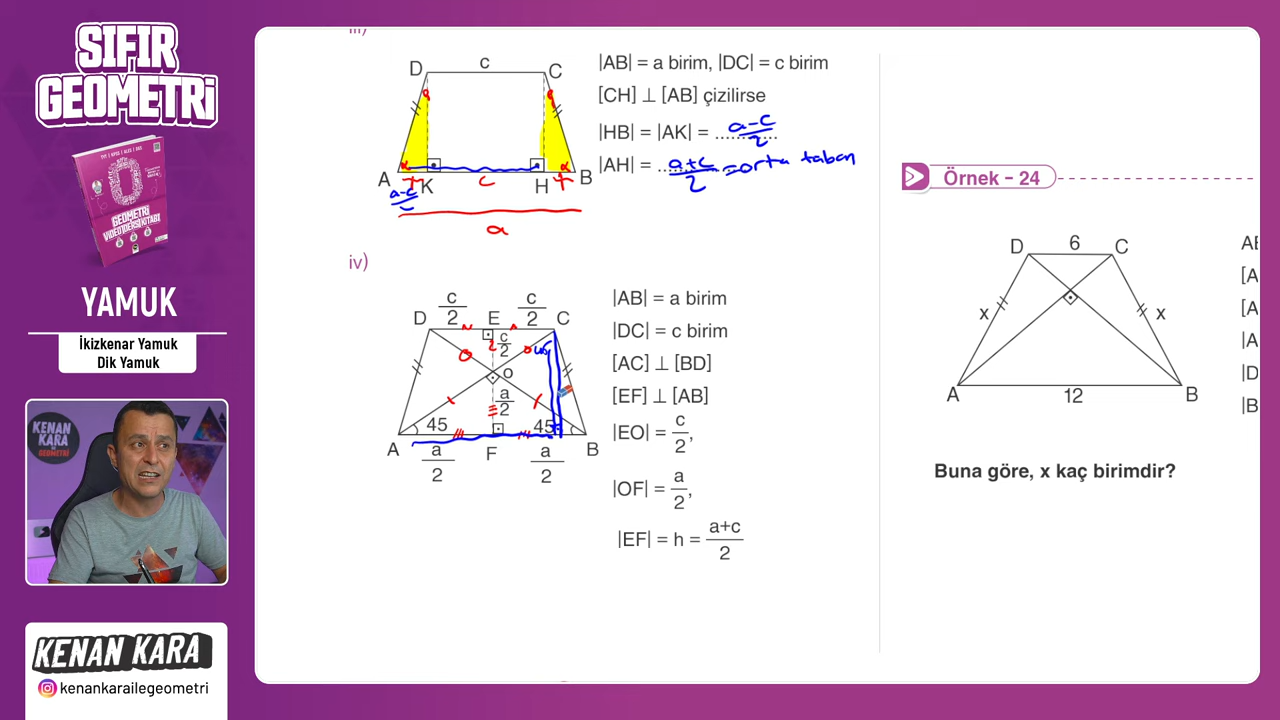 SIFIR
GEOMETRİ
GEOMETRİ
VİDEO DERS KİTABI
YAMUK
İkizkenar Yamuk
Dik Yamuk
KENAN
KARA
KENAN KARA
kenankarailegeometri
iii)
D c C
A K c H B
a-c/2
a
|AB| = a birim, |DC| = c birim
[CH] ⊥ [AB] çizilirse
|HB| = |AK| = a-c/2
|AH| = a+c/2 = orta taban
iv)
c/2 c/2
D E C
c/2
45
o
a/2
45 45
A F B
a/2 a/2
|AB| = a birim
|DC| = c birim
[AC] ⊥ [BD]
[EF] ⊥ [AB]
|EO| = c/2,
|OF| = a/2,
|EF| = h = a+c/2
Örnek - 24
D 6 C
x x
A 12 B
Buna göre, x kaç birimdir?
AB
[A
[A
|A
|D
|B